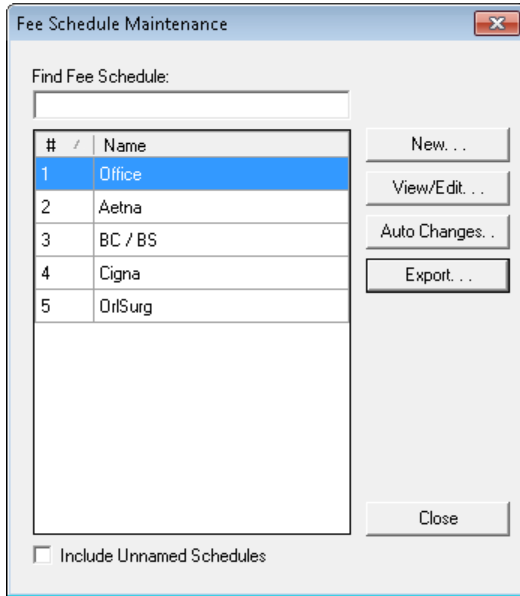 Fee Schedule Maintenance
Find Fee Schedule:
# Name
1 Office
2 Aetna
3 BC / BS
4 Cigna
5 OrlSurg
New. . .
View/Edit. . .
Auto Changes. .
Export. . .
Close
Include Unnamed Schedules